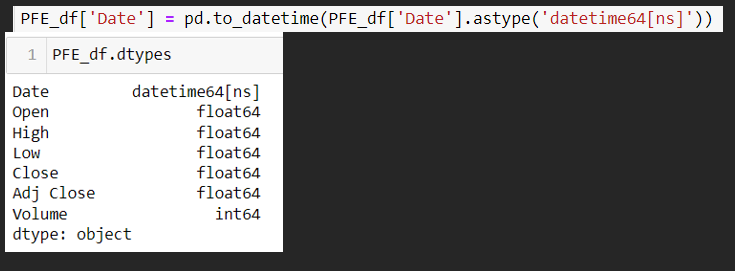 PFE_df['Date'] = pd.to_datetime(PFE_df['Date'].astype('datetime64[ns]'))
1 PFE_df.dtypes
Date datetime64[ns]
Open float64
High float64
Low float64
Close float64
Adj Close float64
Volume int64
dtype: object